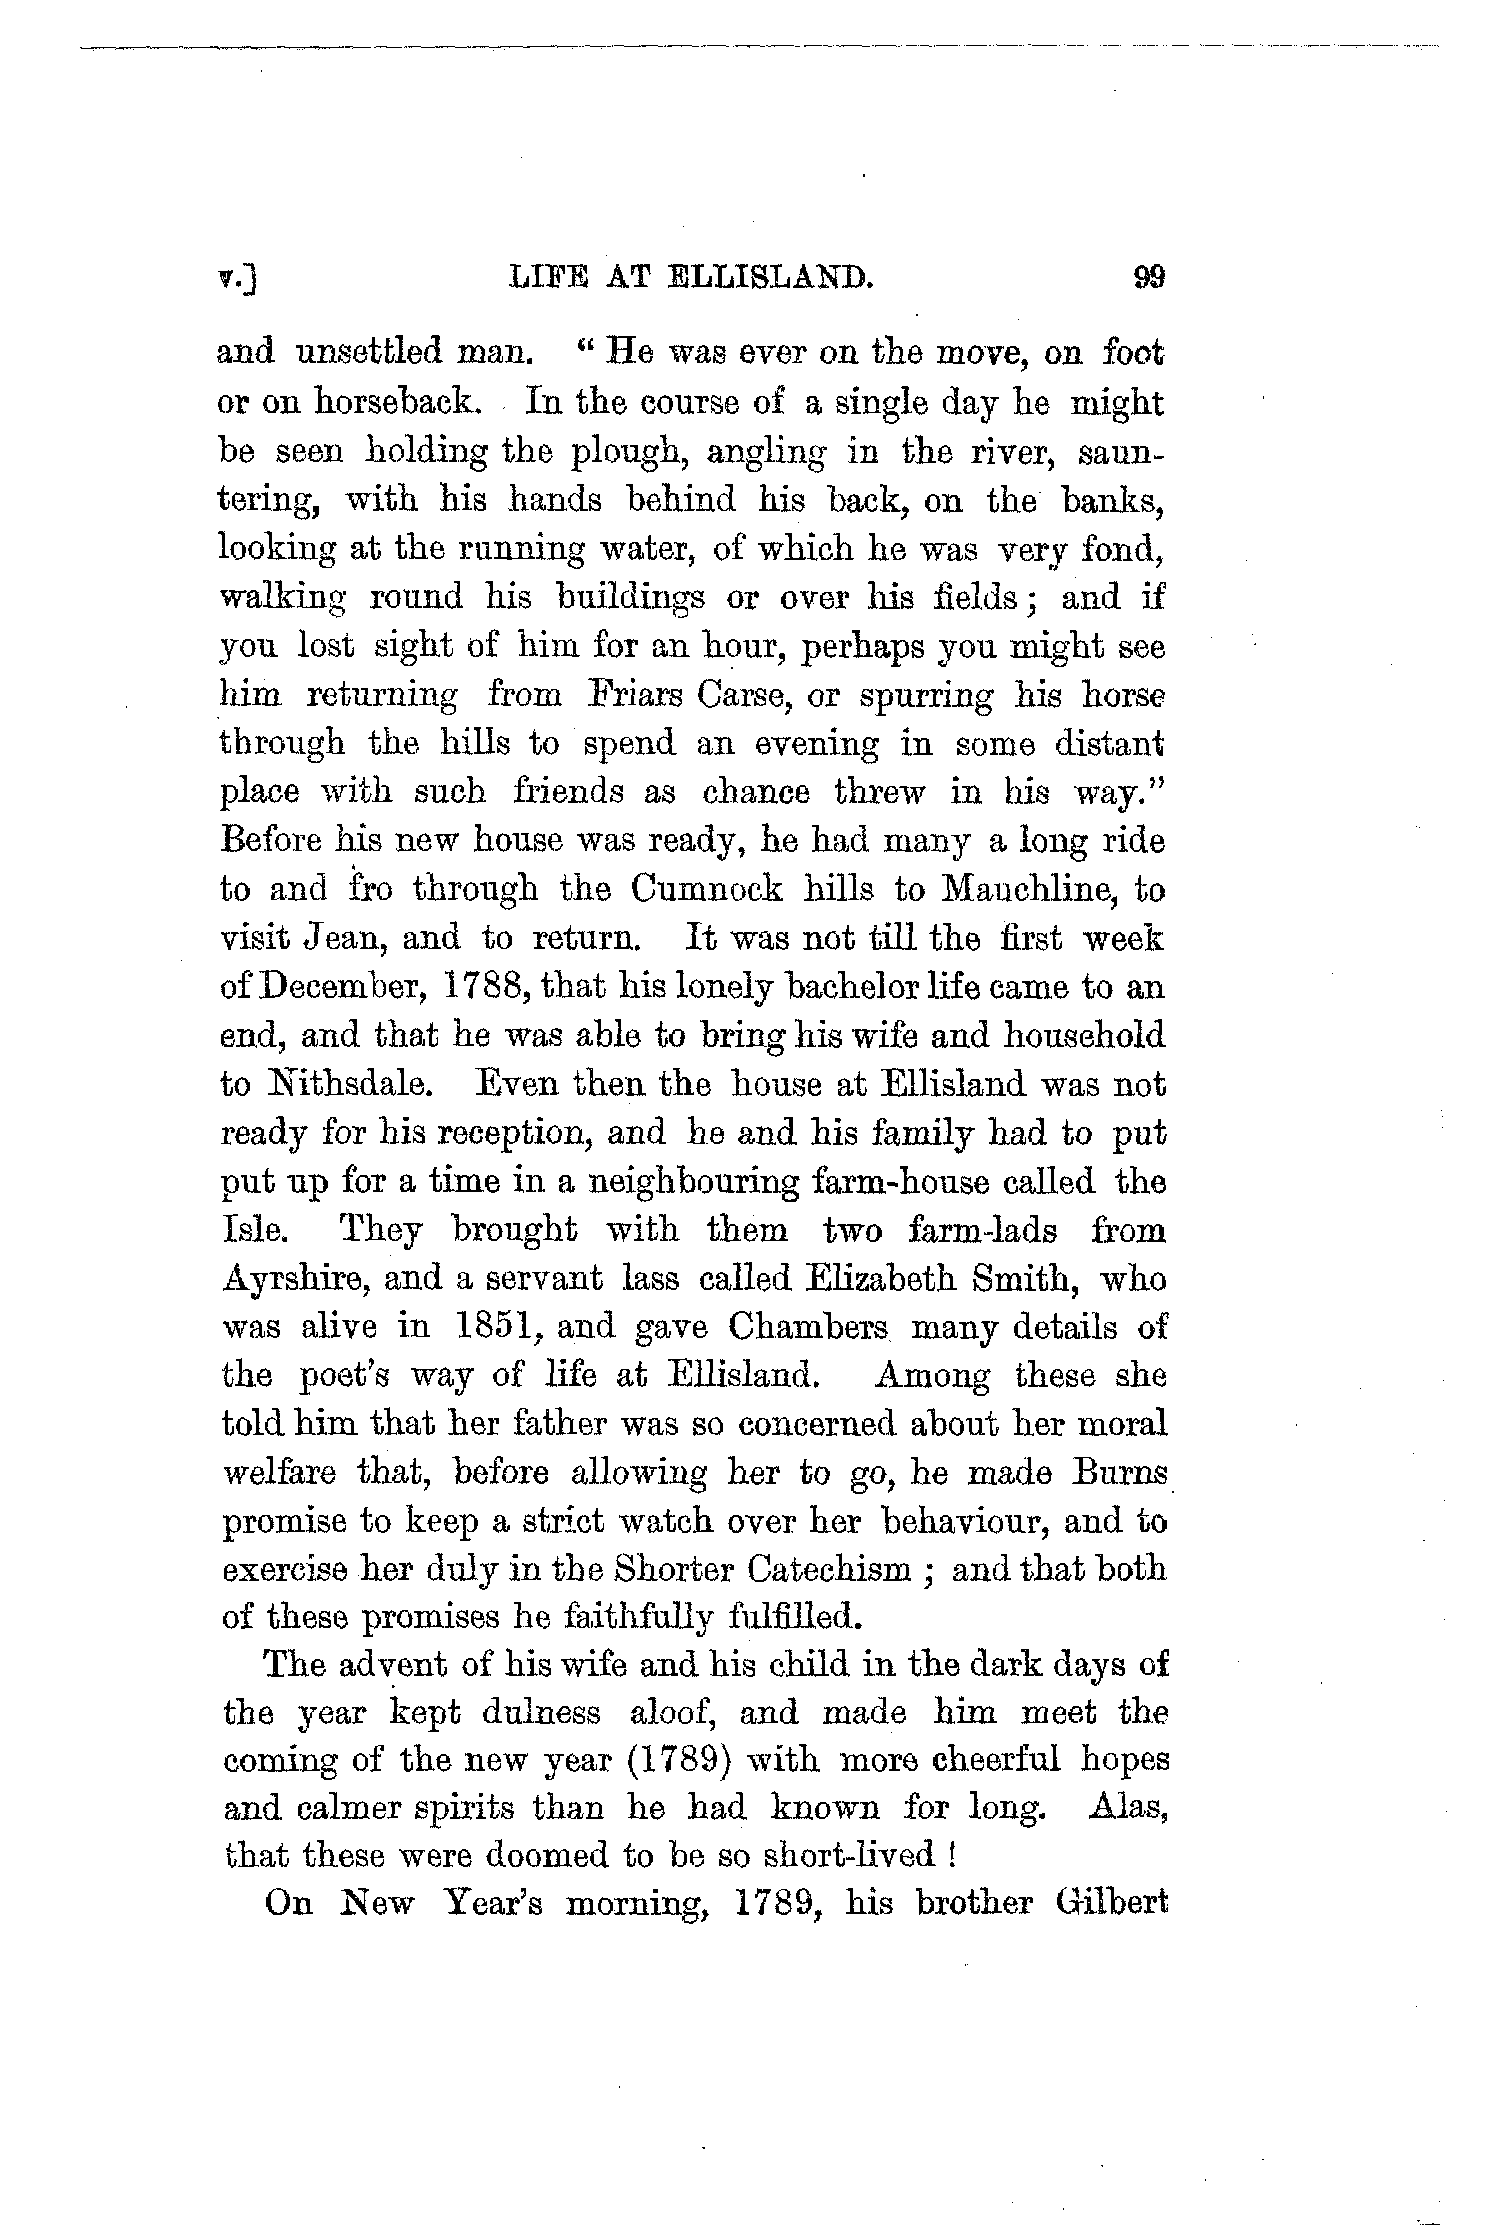 v.] LIFE AT ELLISLAND. 99
and unsettled man. “ He was ever on the move, on foot
or on horseback. In the course of a single day he might
be seen holding the plough, angling in the river, saun-
tering, with his hands behind his back, on the banks,
looking at the running water, of which he was very fond,
walking round his buildings or over his fields ; and if
you lost sight of him for an hour, perhaps you might see
him returning from Friars Carse, or spurring his horse
through the hills to spend an evening in some distant
place with such friends as chance threw in his way.”
Before his new house was ready, he had many a long ride
to and fro through the Cumnock hills to Mauchline, to
visit Jean, and to return. It was not till the first week
of December, 1788, that his lonely bachelor life came to an
end, and that he was able to bring his wife and household
to Nithsdale. Even then the house at Ellisland was not
ready for his reception, and he and his family had to put
put up for a time in a neighbouring farm-house called the
Isle. They brought with them two farm-lads from
Ayrshire, and a servant lass called Elizabeth Smith, who
was alive in 1851, and gave Chambers many details of
the poet’s way of life at Ellisland. Among these she
told him that her father was so concerned about her moral
welfare that, before allowing her to go, he made Burns
promise to keep a strict watch over her behaviour, and to
exercise her duly in the Shorter Catechism ; and that both
of these promises he faithfully fulfilled.
The advent of his wife and his child in the dark days of
the year kept dulness aloof, and made him meet the
coming of the new year (1789) with more cheerful hopes
and calmer spirits than he had known for long. Alas,
that these were doomed to be so short-lived !
On New Year’s morning, 1789, his brother Gilbert